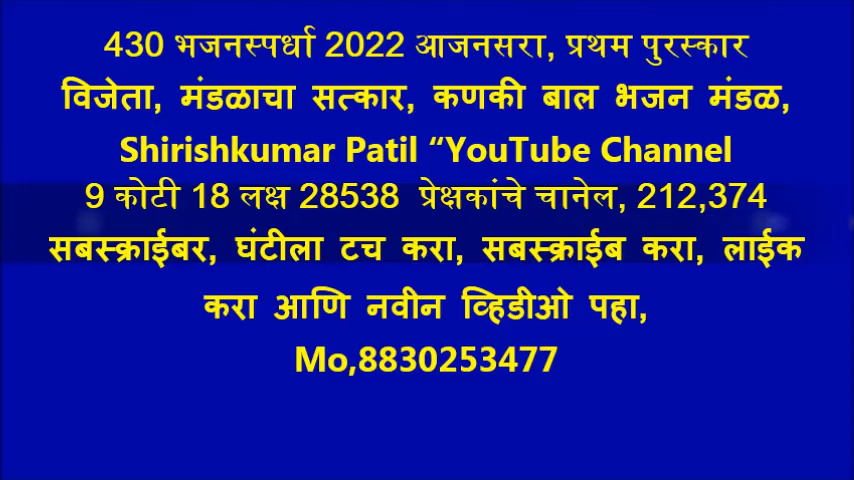 430 भजनस्पर्धा 2022 आजनसरा, प्रथम पुरस्कार
विजेता, मंडळाचा सत्कार, कणकी बाल भजन मंडळ,
Shirishkumar Patil “YouTube Channel
9 कोटी 18 लक्ष 28538 प्रेक्षकांचे चानेल, 212,374
सबस्क्राईबर, घंटीला टच करा, सबस्क्राईब करा, लाईक
करा आणि नवीन व्हिडीओ पहा,
Mo,8830253477